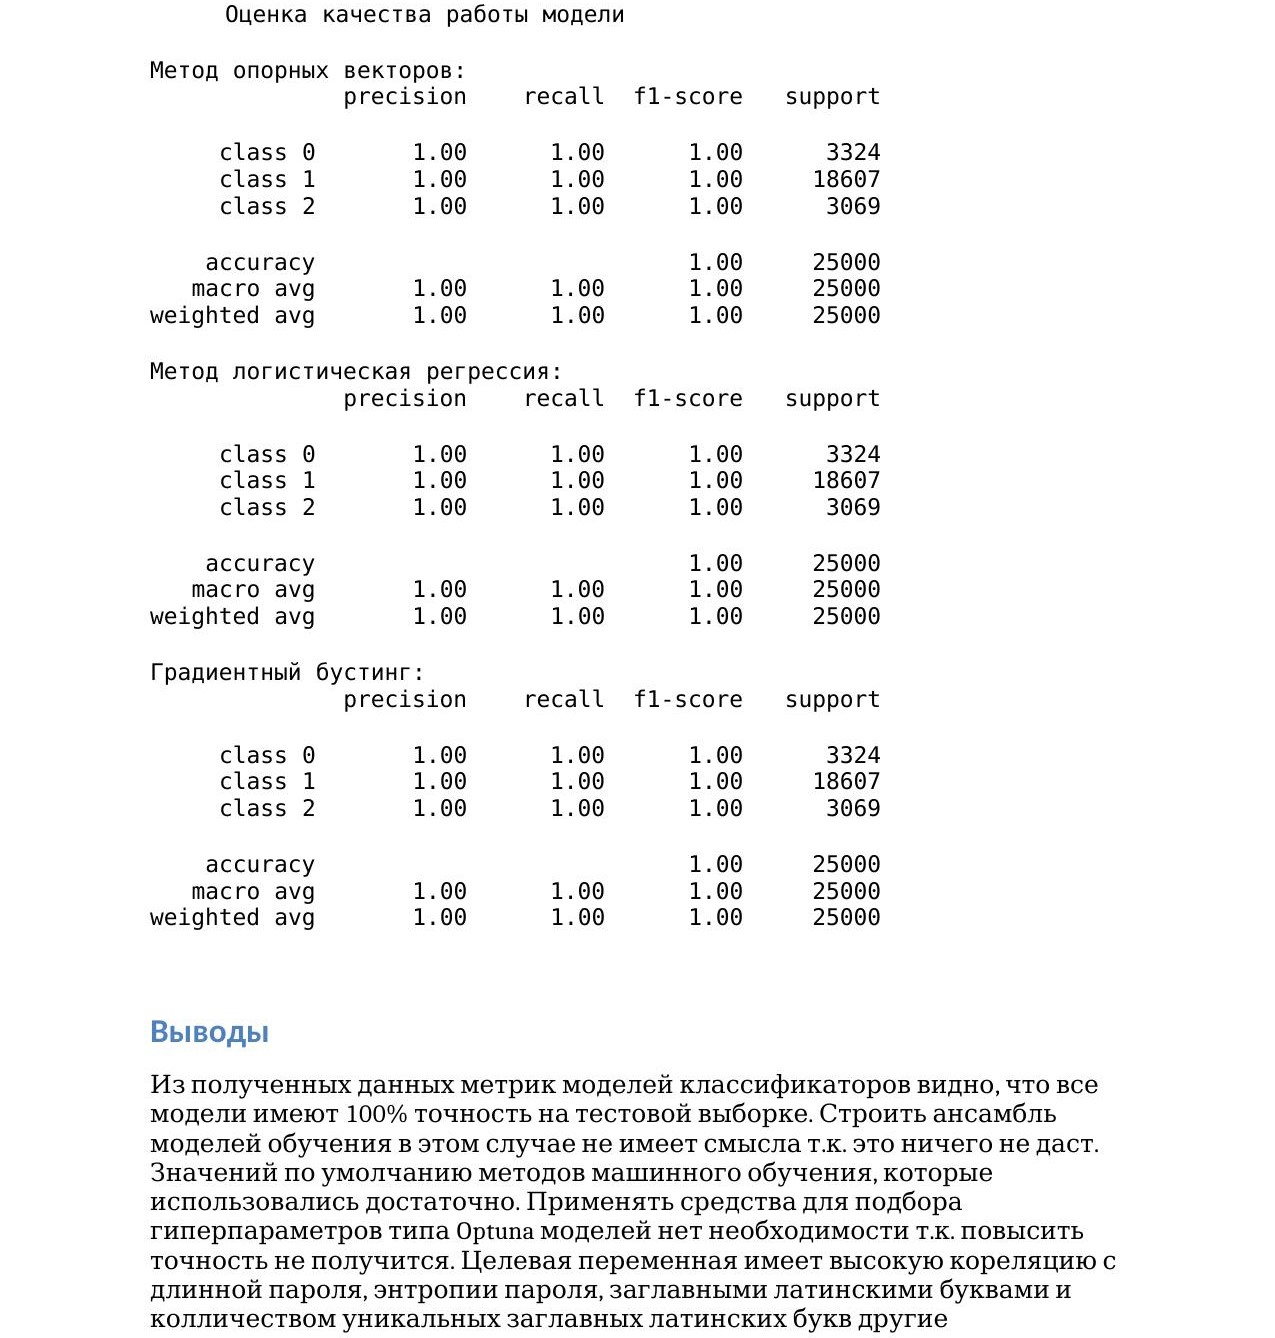 Оценка качества работы модели
Метод опорных векторов:
precision recall f1-score support
class 0 1.00 1.00 1.00 3324
class 1 1.00 1.00 1.00 18607
class 2 1.00 1.00 1.00 3069
accuracy 1.00 25000
macro avg 1.00 1.00 1.00 25000
weighted avg 1.00 1.00 1.00 25000
Метод логистическая регрессия:
precision recall f1-score support
class 0 1.00 1.00 1.00 3324
class 1 1.00 1.00 1.00 18607
class 2 1.00 1.00 1.00 3069
accuracy 1.00 25000
macro avg 1.00 1.00 1.00 25000
weighted avg 1.00 1.00 1.00 25000
Градиентный бустинг:
precision recall f1-score support
class 0 1.00 1.00 1.00 3324
class 1 1.00 1.00 1.00 18607
class 2 1.00 1.00 1.00 3069
accuracy 1.00 25000
macro avg 1.00 1.00 1.00 25000
weighted avg 1.00 1.00 1.00 25000
Выводы
Из полученных данных метрик моделей классификаторов видно, что все
модели имеют 100% точность на тестовой выборке. Строить ансамбль
моделей обучения в этом случае не имеет смысла т.к. это ничего не даст.
Значений по умолчанию методов машинного обучения, которые
использовались достаточно. Применять средства для подбора
гиперпараметров типа Optuna моделей нет необходимости т.к. повысить
точность не получится. Целевая переменная имеет высокую кореляцию с
длинной пароля, энтропии пароля, заглавными латинскими буквами и
колличеством уникальных заглавных латинских букв другие